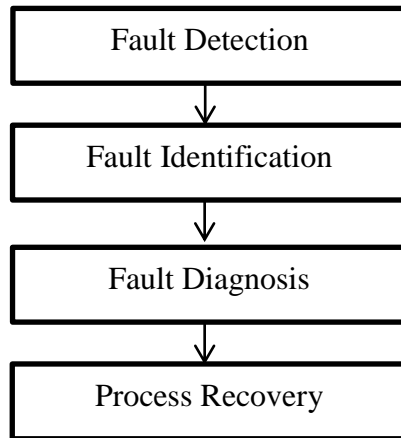 Fault Detection
Fault Identification
Fault Diagnosis
Process Recovery